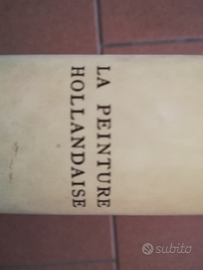 LA PEINTURE
HOLLANDAISE
subito